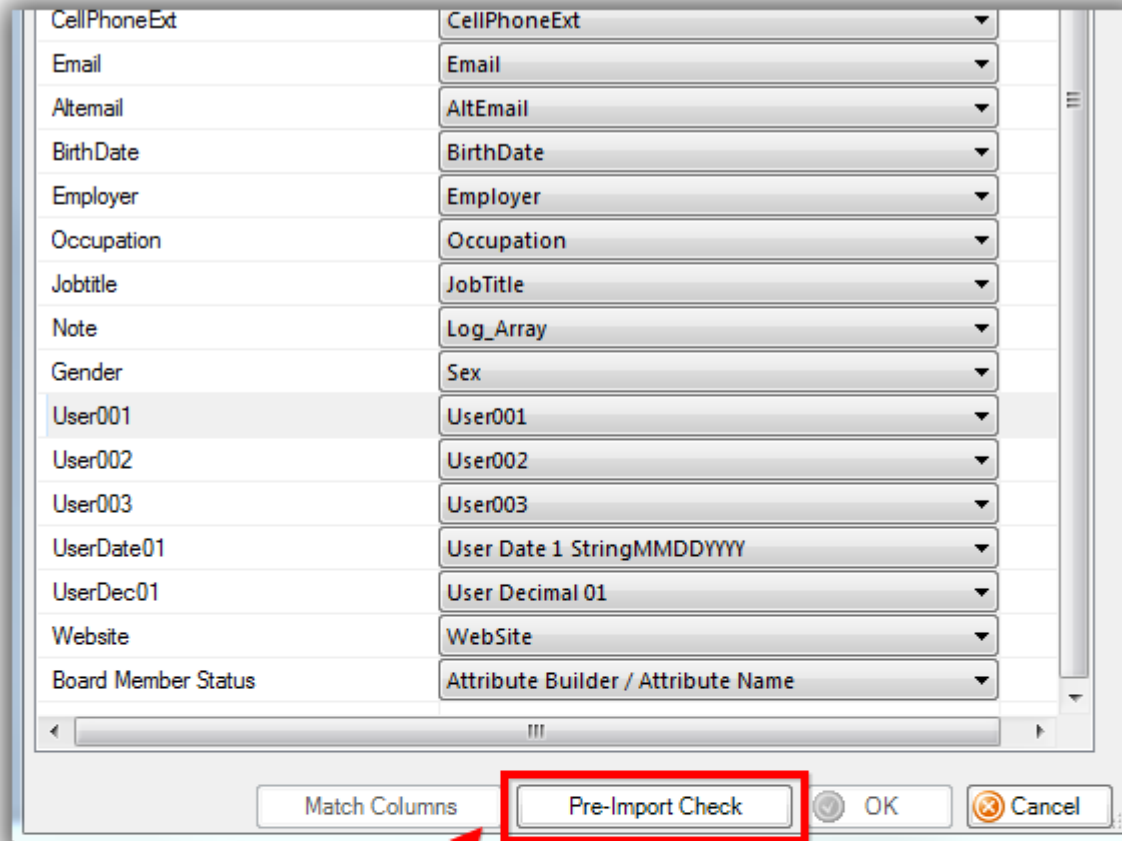 CellPhoneExt CellPhoneExt
Email Email
Altemail AltEmail
BirthDate BirthDate
Employer Employer
Occupation Occupation
Jobtitle JobTitle
Note Log_Array
Gender Sex
User001 User001
User002 User002
User003 User003
UserDate01 User Date 1 StringMMDDYYYY
UserDec01 User Decimal 01
Website WebSite
Board Member Status Attribute Builder / Attribute Name
Match Columns Pre-Import Check OK Cancel